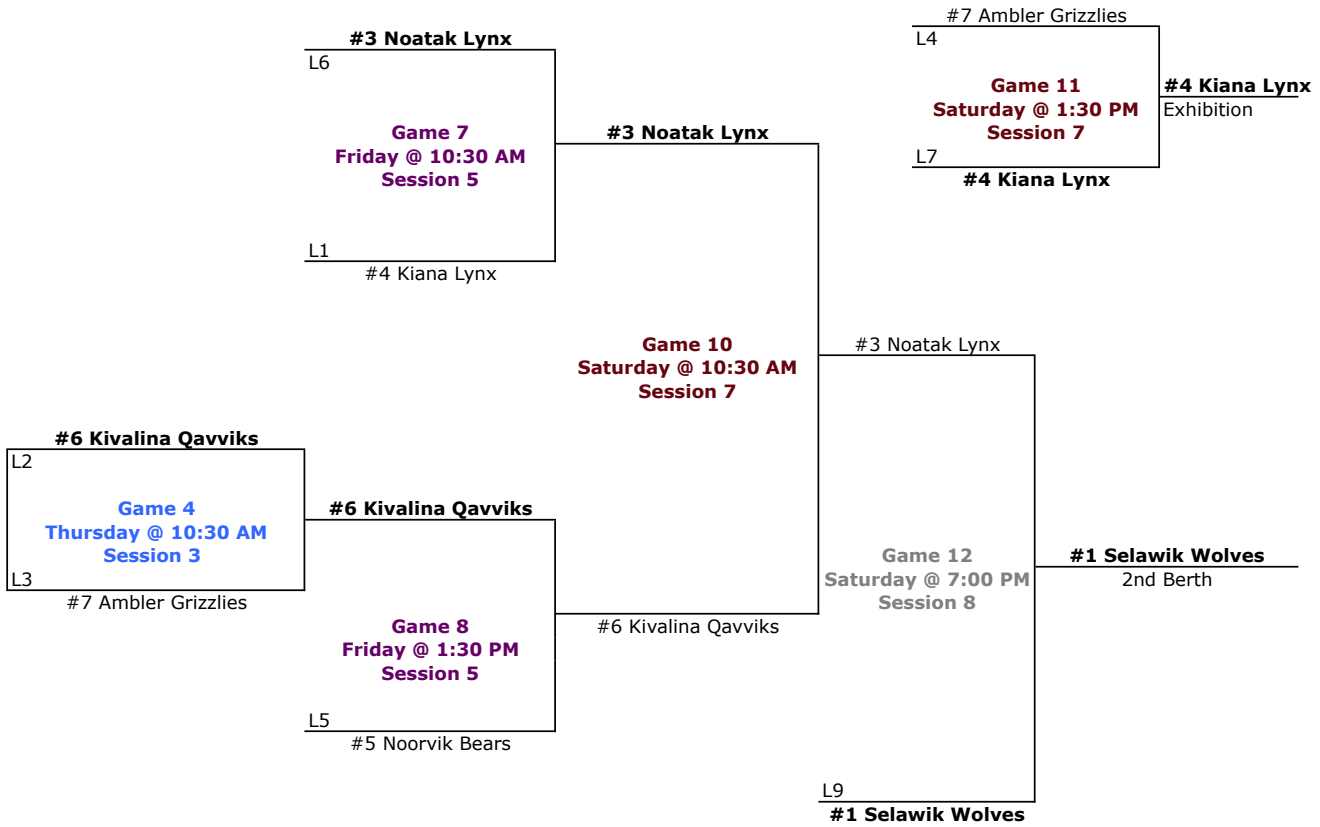 #7 Ambler Grizzlies
L4
#3 Noatak Lynx
L6
Game 11
Saturday @ 1:30 PM
Session 7
#4 Kiana Lynx
Exhibition
Game 7
Friday @ 10:30 AM
Session 5
#3 Noatak Lynx
L7
#4 Kiana Lynx
L1
#4 Kiana Lynx
Game 10
Saturday @ 10:30 AM
Session 7
#3 Noatak Lynx
#6 Kivalina Qavviks
L2
Game 4
Thursday @ 10:30 AM
Session 3
#6 Kivalina Qavviks
L3
#7 Ambler Grizzlies
Game 12
Saturday @ 7:00 PM
Session 8
#1 Selawik Wolves
2nd Berth
Game 8
Friday @ 1:30 PM
Session 5
#6 Kivalina Qavviks
L5
#5 Noorvik Bears
L9
#1 Selawik Wolves